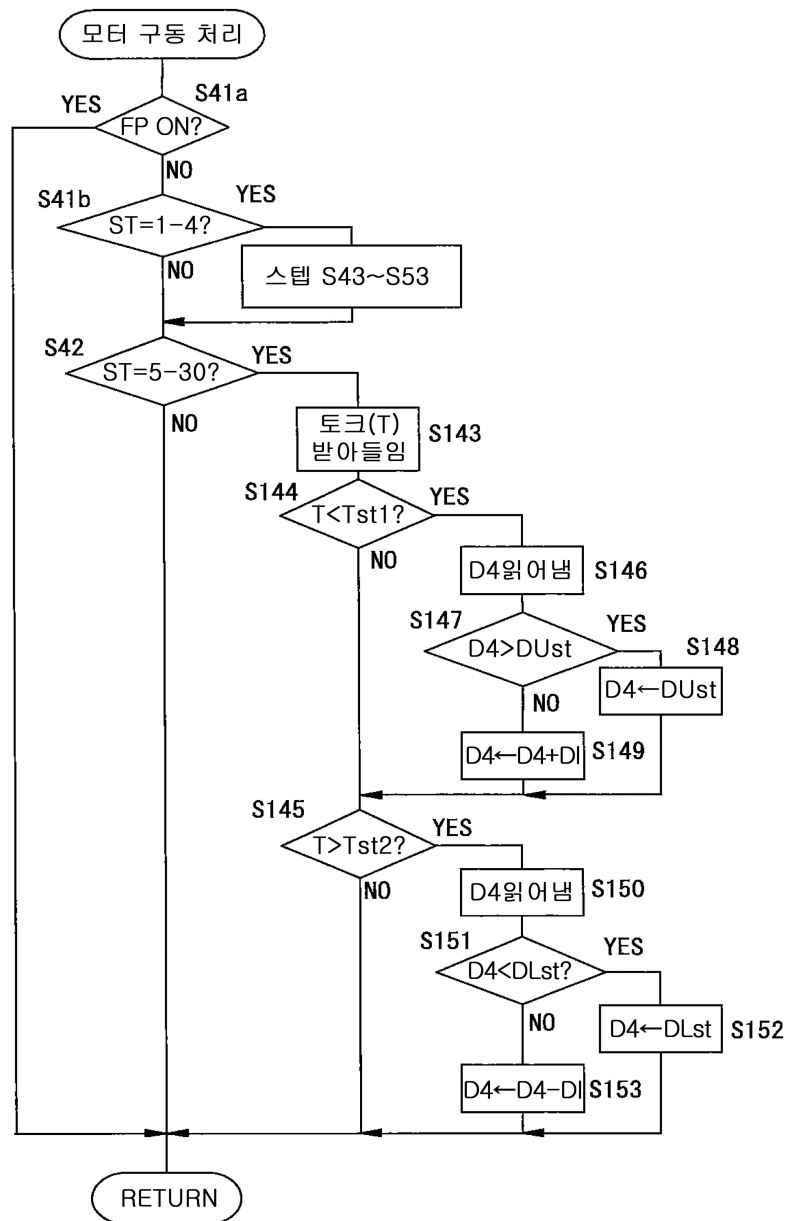 모터 구동 처리
S41a
YES
FP ON?
NO
S41b
YES
ST=1-4?
NO
스텝 S43~S53
S42
YES
ST=5-30?
NO
토크(T)
받아들임
S143
S144
YES
T<Tst1?
NO
D4읽어냄
S146
S147
YES
D4>DUst
S148
D4←DUst
NO
D4←D4+DI
S149
S145
YES
T>Tst2?
NO
D4읽어냄
S150
S151
YES
D4<DLst?
NO
D4←DLst
S152
D4←D4-DI
S153
RETURN